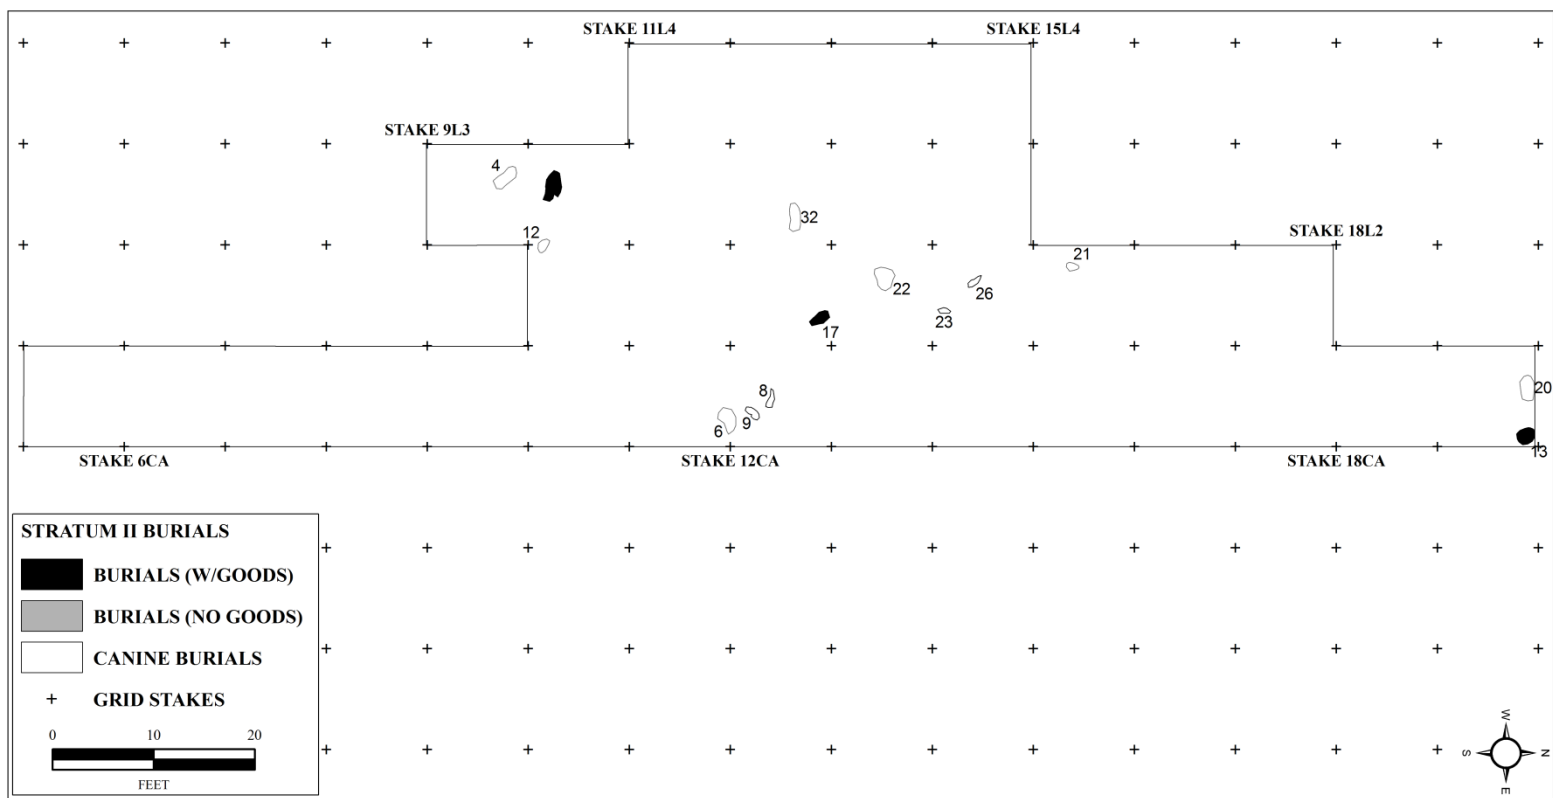 STAKE 11L4
STAKE 15L4
STAKE 9L3
4
32
12
STAKE 18L2
21
22
26
23
17
8
20
6
9
13
STAKE 6CA
STAKE 12CA
STAKE 18CA
STRATUM II BURIALS
BURIALS (W/GOODS)
BURIALS (NO GOODS)
CANINE BURIALS
GRID STAKES
0 10 20
FEET
W
S N
E